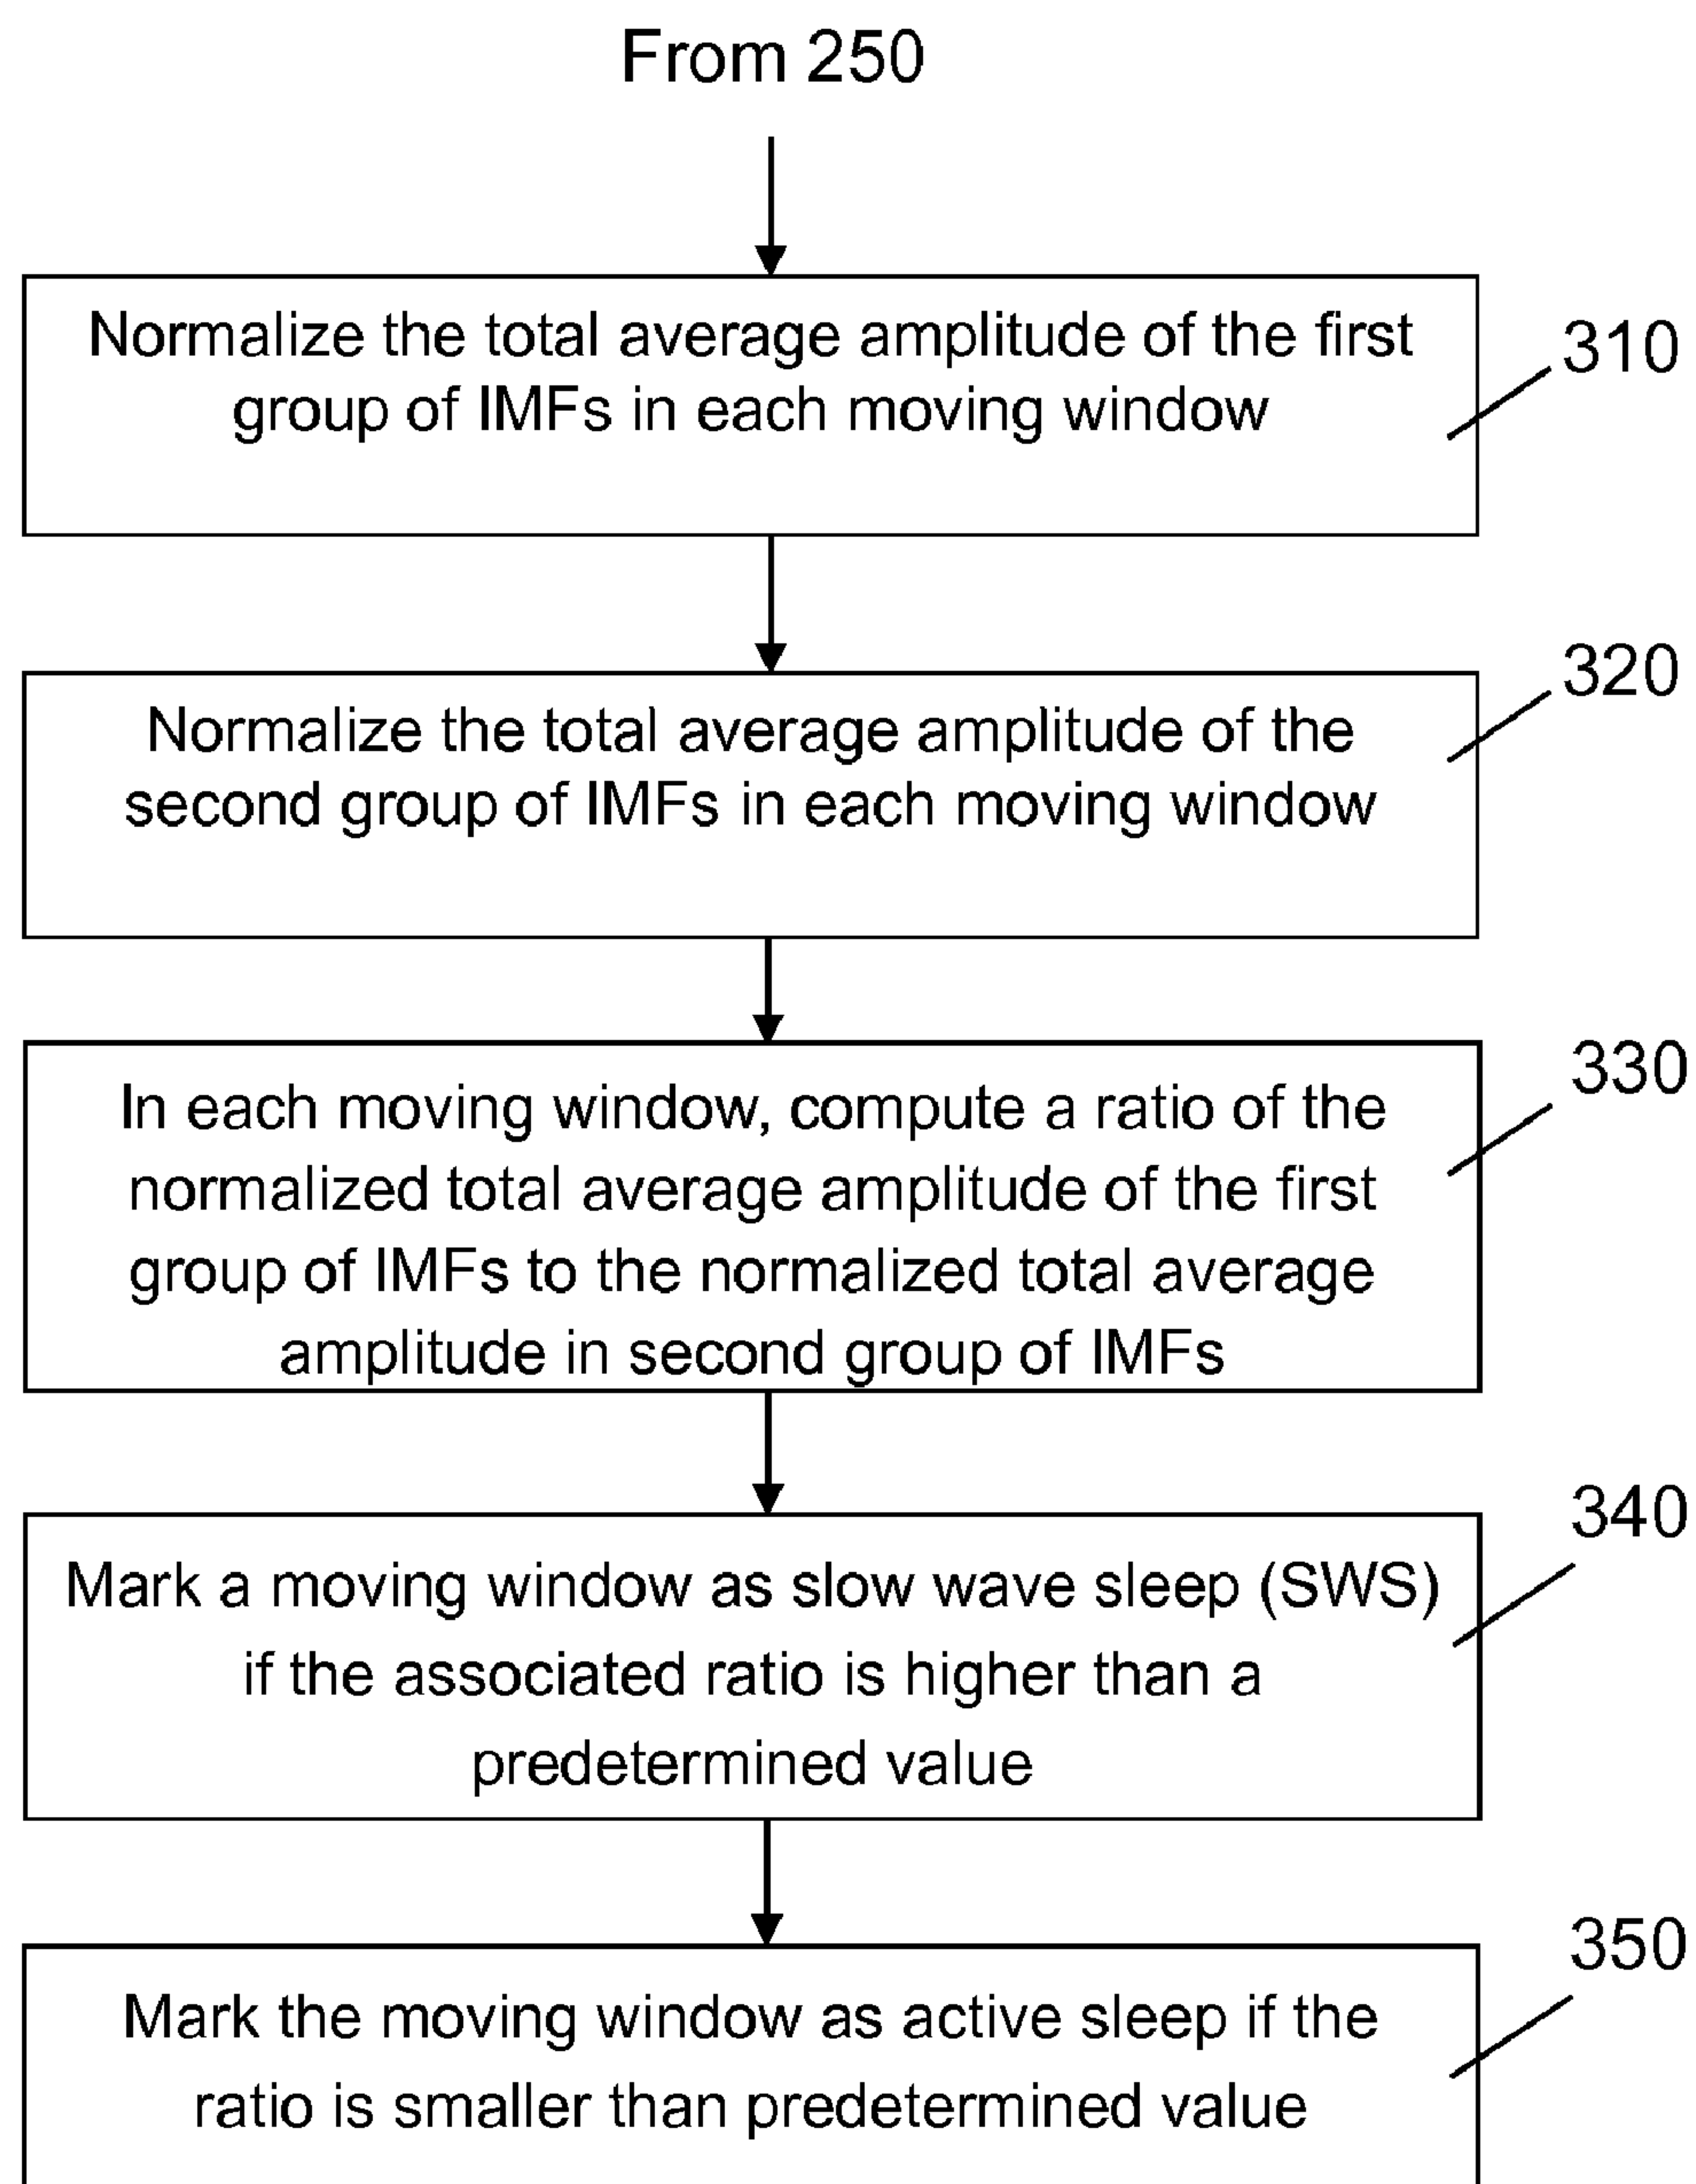 From 250
Normalize the total average amplitude of the first
group of IMFs in each moving window
310
Normalize the total average amplitude of the
second group of IMFs in each moving window
320
In each moving window, compute a ratio of the
normalized total average amplitude of the first
group of IMFs to the normalized total average
amplitude in second group of IMFs
330
Mark a moving window as slow wave sleep (SWS)
if the associated ratio is higher than a
predetermined value
340
Mark the moving window as active sleep if the
ratio is smaller than predetermined value
350